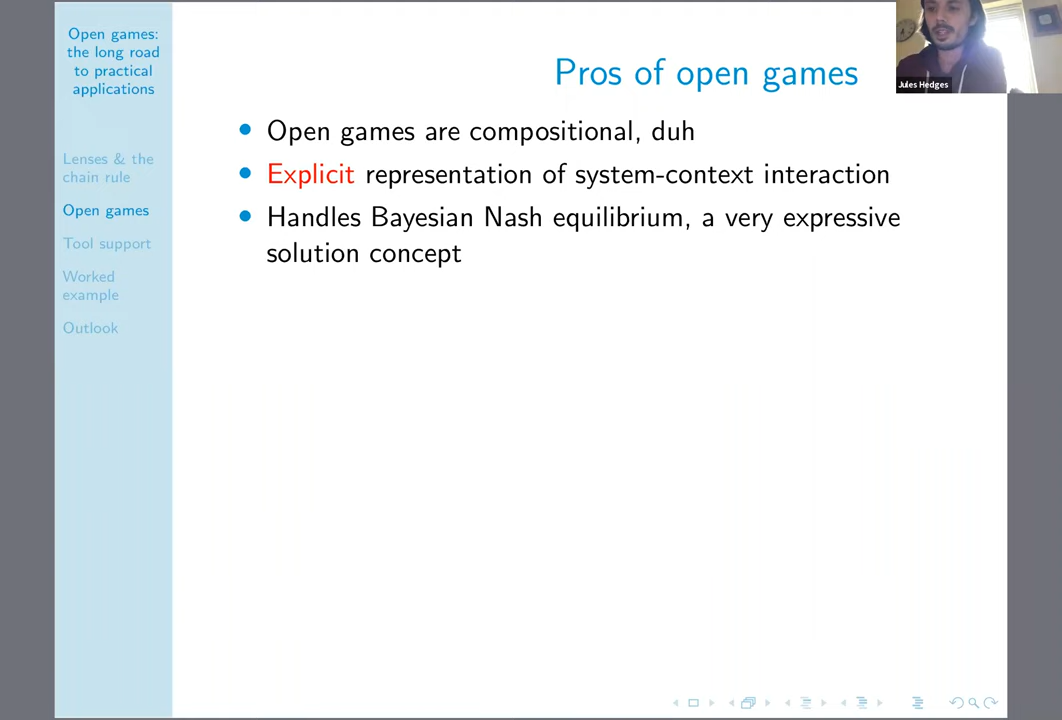 Open games:
the long road
to practical
applications
Lenses & the
chain rule
Open games
Tool support
Worked
example
Outlook
Pros of open games
Open games are compositional, duh
Explicit representation of system-context interaction
Handles Bayesian Nash equilibrium, a very expressive
solution concept
Jules Hedges